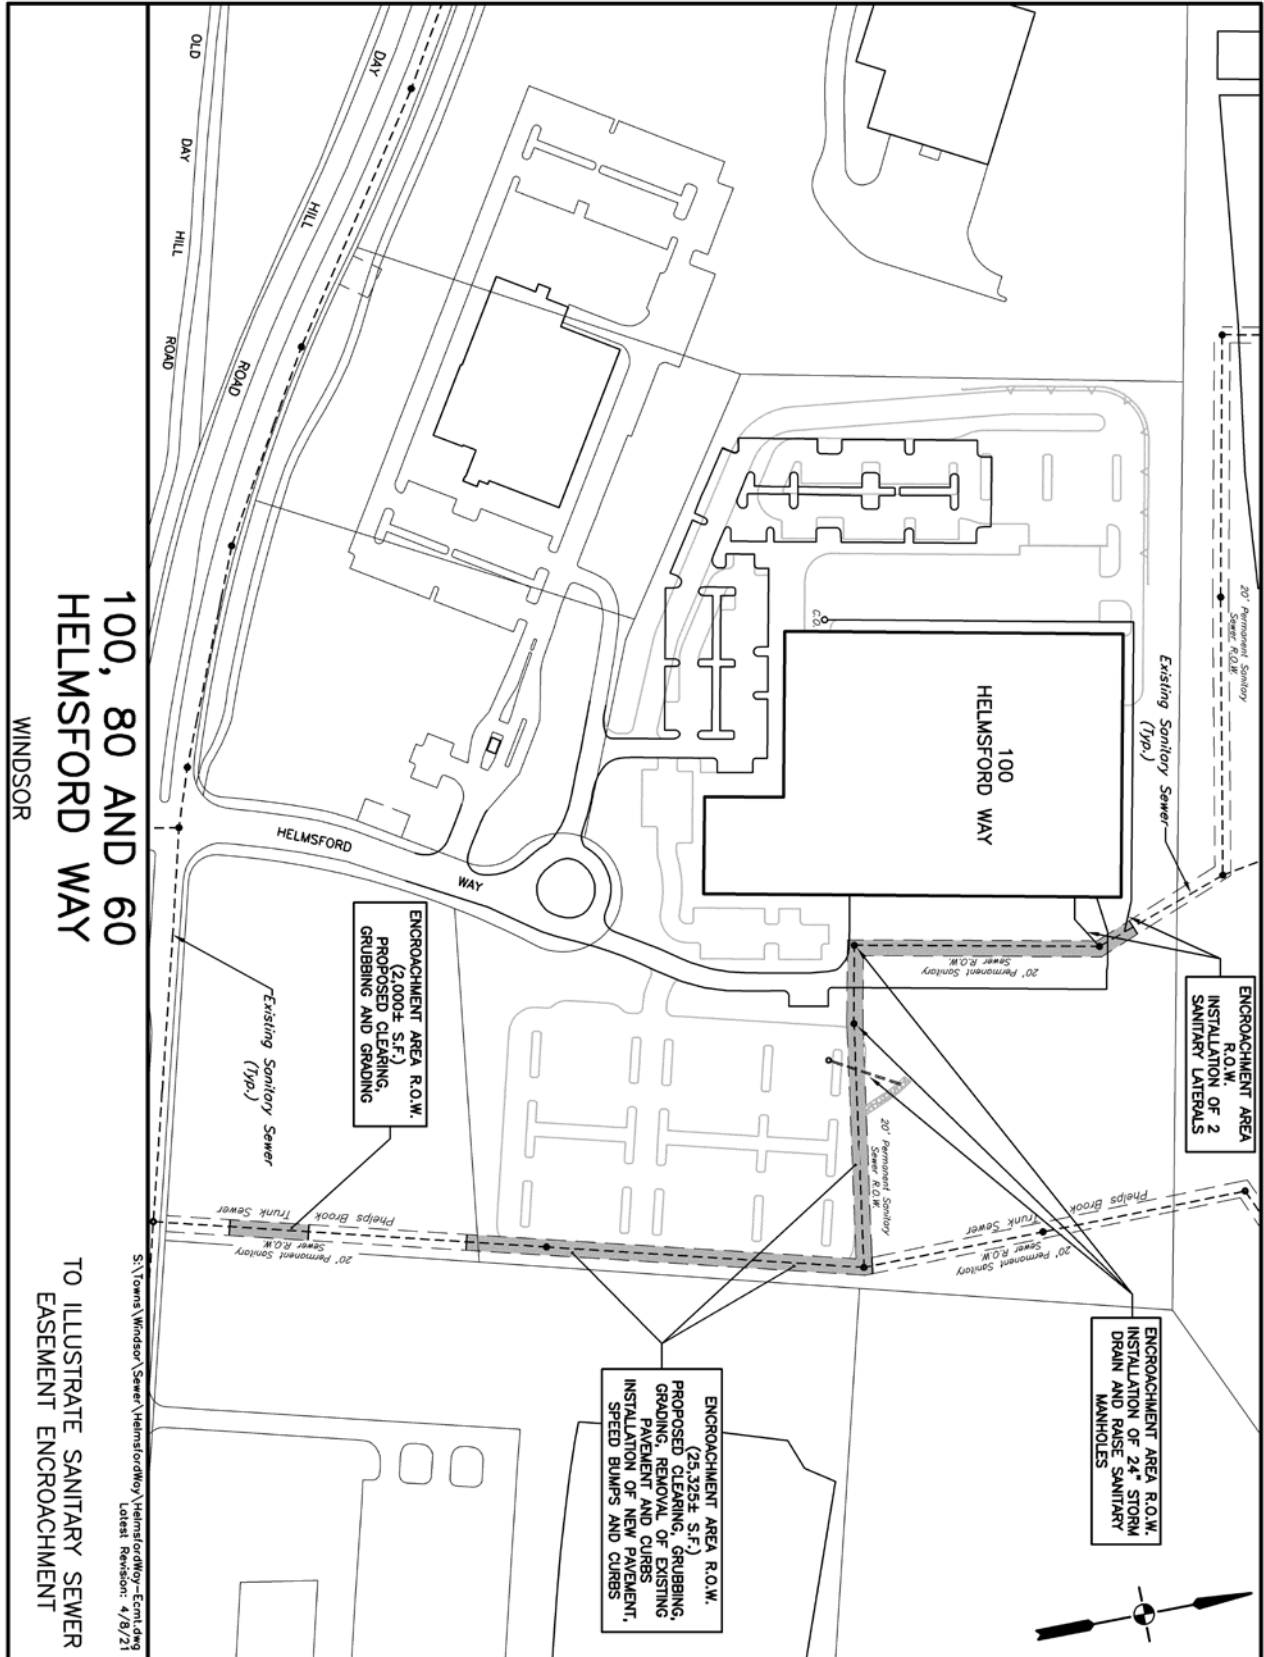 OLD DAY HILL ROAD
DAY HILL ROAD
HELMSFORD WAY
100
HELMSFORD WAY
C.O.
20' Permanent Sanitary
Sewer R.O.W.
Existing Sanitary Sewer
(Typ.)
ENCROACHMENT AREA
R.O.W.
INSTALLATION OF 2
SANITARY LATERALS
20' Permanent Sanitary
Sewer R.O.W.
20' Permanent Sanitary
Sewer R.O.W.
Phelps Brook
Trunk Sewer
20' Permanent Sanitary
Sewer R.O.W.
ENCROACHMENT AREA R.O.W.
INSTALLATION OF 24" STORM
DRAIN AND RAISE SANITARY
MANHOLES
ENCROACHMENT AREA R.O.W.
(2,000± S.F.)
PROPOSED CLEARING,
GRUBBING AND GRADING
Existing Sanitary Sewer
(Typ.)
Phelps Brook Trunk Sewer
20' Permanent Sanitary
Sewer R.O.W.
ENCROACHMENT AREA R.O.W.
(25,325± S.F.)
PROPOSED CLEARING, GRUBBING,
GRADING, REMOVAL OF EXISTING
PAVEMENT AND CURBS
INSTALLATION OF NEW PAVEMENT,
SPEED BUMPS AND CURBS
S:\Towns\Windsor\Sewer\HelmsfordWay\HelmsfordWay-Ecmt.dwg
Latest Revision: 4/8/21
100, 80 AND 60
HELMSFORD WAY
WINDSOR
TO ILLUSTRATE SANITARY SEWER
EASEMENT ENCROACHMENT